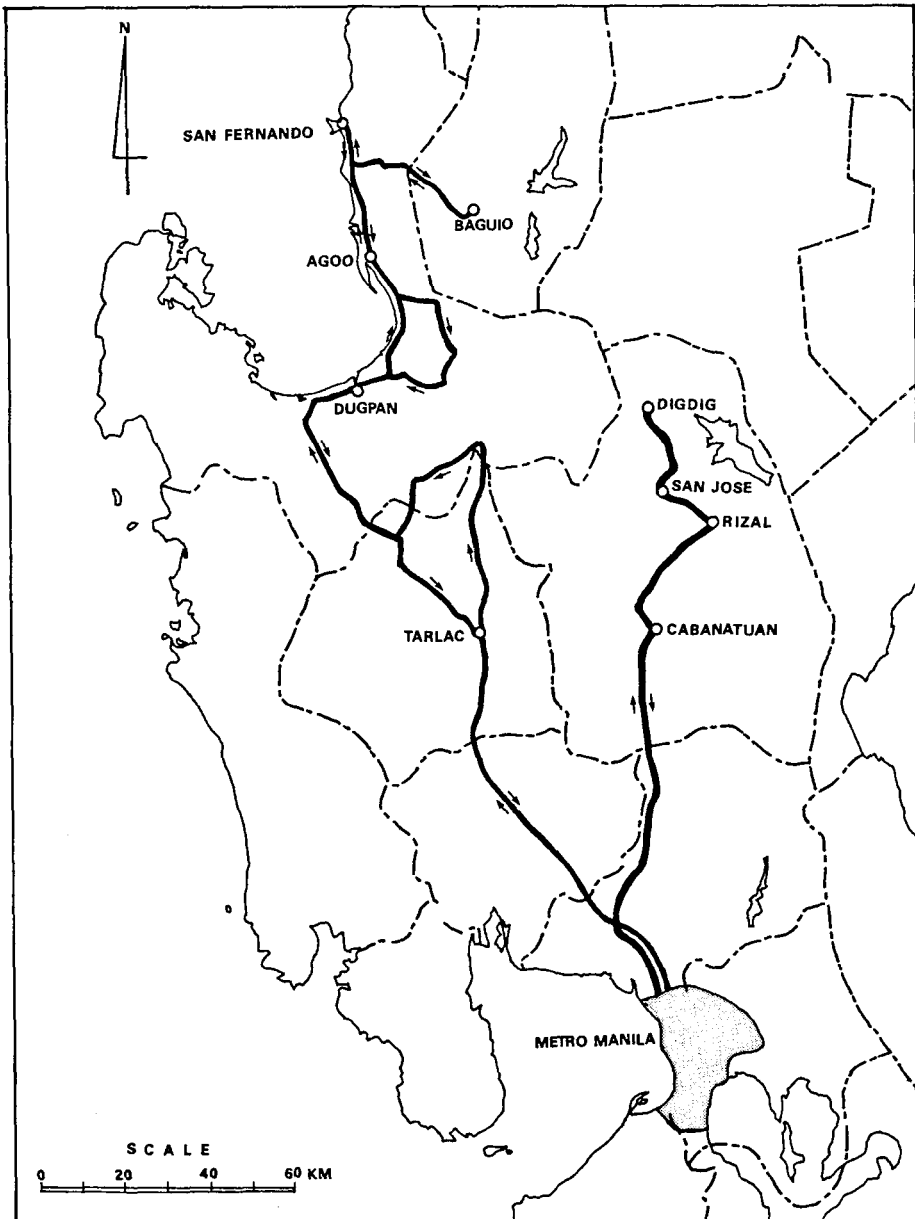 N
SAN FERNANDO
BAGUIO
AGOO
DUGPAN
DIGDIG
SAN JOSE
RIZAL
TARLAC
CABANATUAN
METRO MANILA
SCALE
0 20 40 60 KM